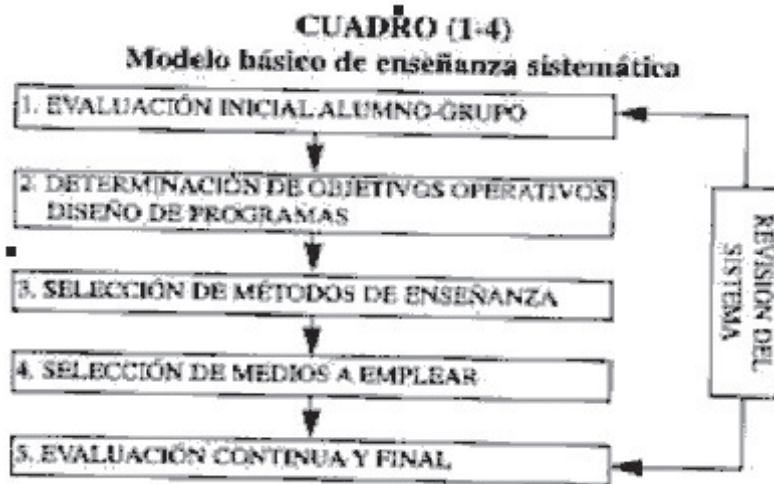 CUADRO (1-4)
Modelo básico de enseñanza sistemática
1. EVALUACIÓN INICIAL ALUMNO-GRUPO
2. DETERMINACIÓN DE OBJETIVOS OPERATIVOS
DISEÑO DE PROGRAMAS
3. SELECCIÓN DE MÉTODOS DE ENSEÑANZA
4. SELECCIÓN DE MEDIOS A EMPLEAR
5. EVALUACIÓN CONTINUA Y FINAL
REVISION DEL
SISTEMA